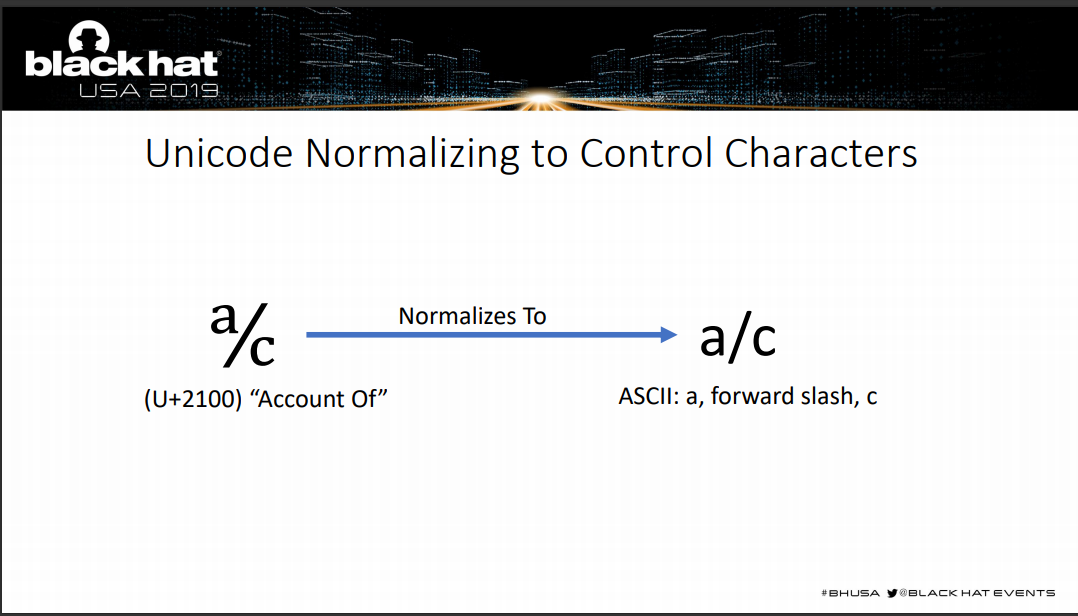 black hat®
USA 2019
Unicode Normalizing to Control Characters
℀
Normalizes To
a/c
(U+2100) “Account Of”
ASCII: a, forward slash, c
#BHUSA @BLACK HAT EVENTS